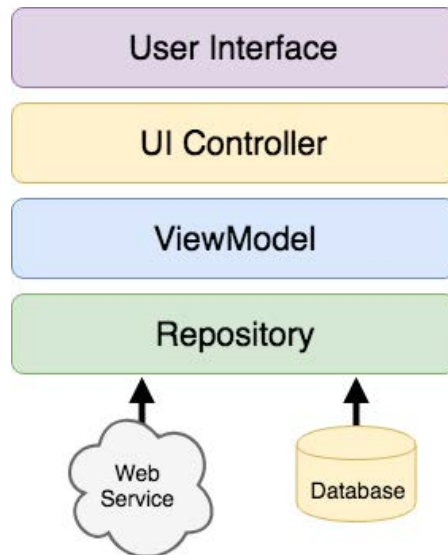 User Interface
UI Controller
ViewModel
Repository
Web
Service
Database